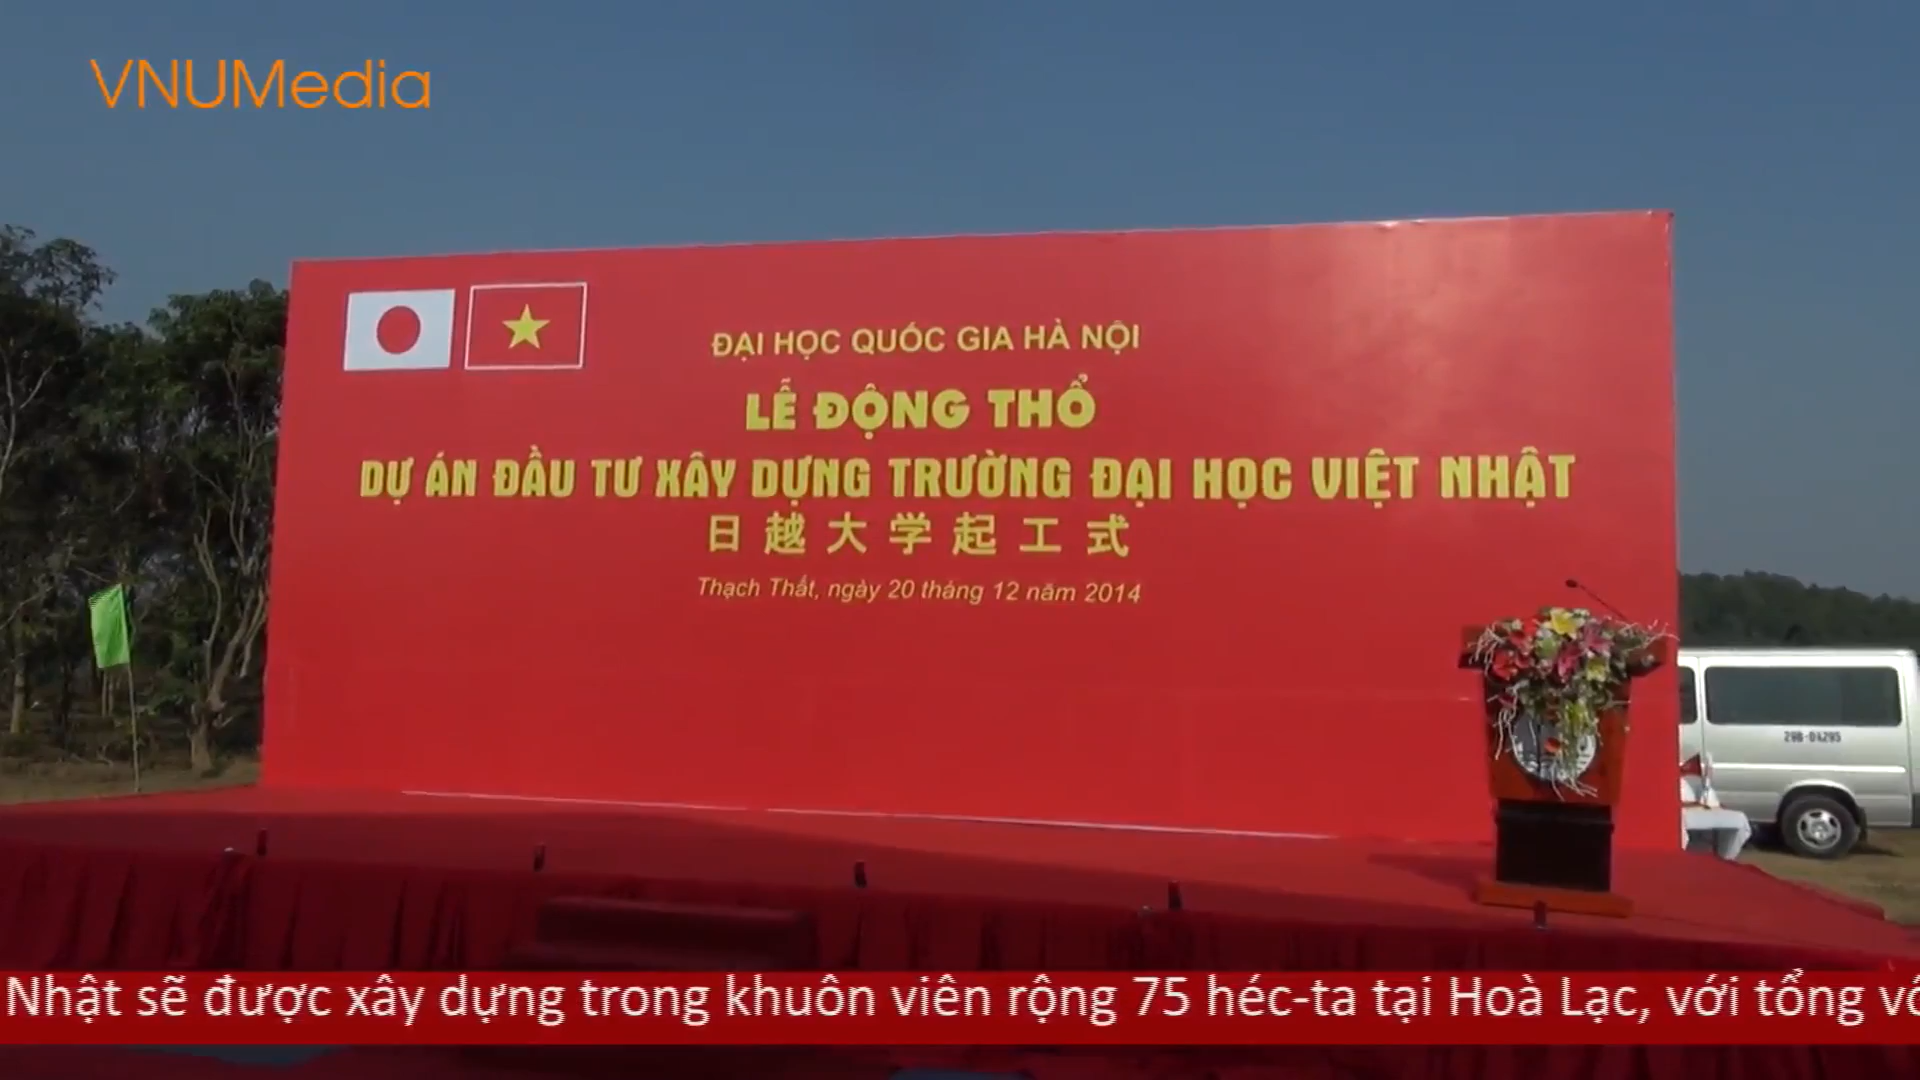 VNUMedia
ĐẠI HỌC QUỐC GIA HÀ NỘI
LỄ ĐỘNG THỔ
DỰ ÁN ĐẦU TƯ XÂY DỰNG TRƯỜNG ĐẠI HỌC VIỆT NHẬT
日越大学起工式
Thạch Thất, ngày 20 tháng 12 năm 2014
29B-04295
Nhật sẽ được xây dựng trong khuôn viên rộng 75 héc-ta tại Hoà Lạc, với tổng